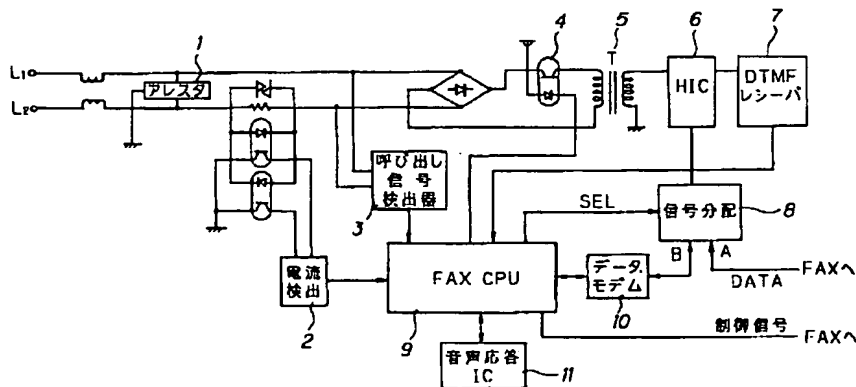 L₁
L₂
1
アレスタ
4
5
T
6
HIC
7
DTMF
レシーバ
呼び出し
信号
検出器
3
SEL
信号分配
8
B
A
電流
検出
2
FAX CPU
9
データ
モデム
10
DATA
FAXへ
制御信号
FAXへ
音声応答
IC
11